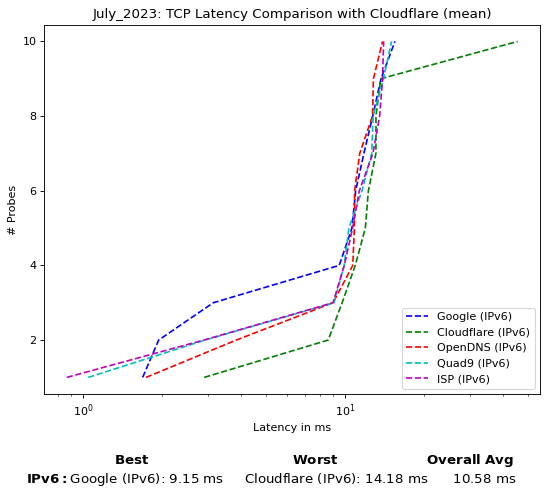 July_2023: TCP Latency Comparison with Cloudflare (mean)
10
8
6
4
2
# Probes
10⁰
10¹
Latency in ms
Google (IPv6)
Cloudflare (IPv6)
OpenDNS (IPv6)
Quad9 (IPv6)
ISP (IPv6)
Best Worst Overall Avg
IPv6: Google (IPv6): 9.15 ms Cloudflare (IPv6): 14.18 ms 10.58 ms